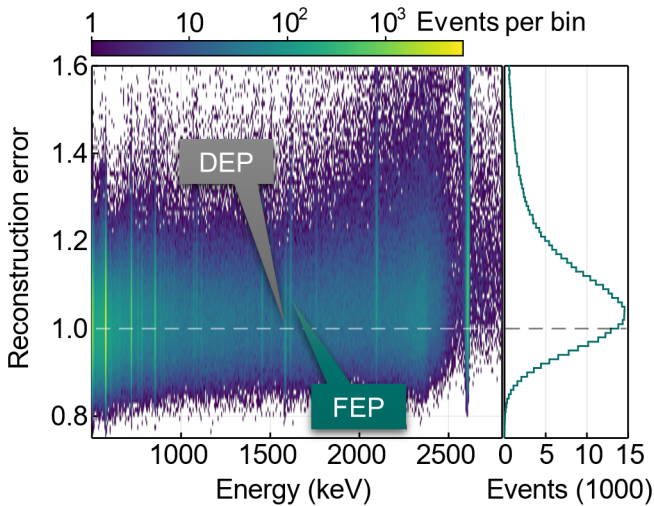 1 10 10² 10³ Events per bin
1.6
1.4
1.2
1.0
0.8
Reconstruction error
DEP
FEP
1000 1500 2000 2500
Energy (keV)
0 5 10 15
Events (1000)